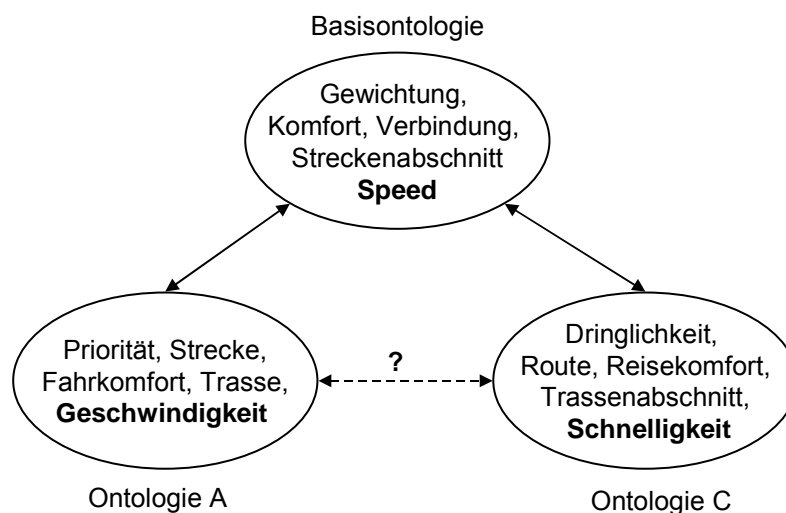 Basisontologie
Gewichtung,
Komfort, Verbindung,
Streckenabschnitt
Speed
Priorität, Strecke,
Fahrkomfort, Trasse,
Geschwindigkeit
?
Dringlichkeit,
Route, Reisekomfort,
Trassenabschnitt,
Schnelligkeit
Ontologie A
Ontologie C